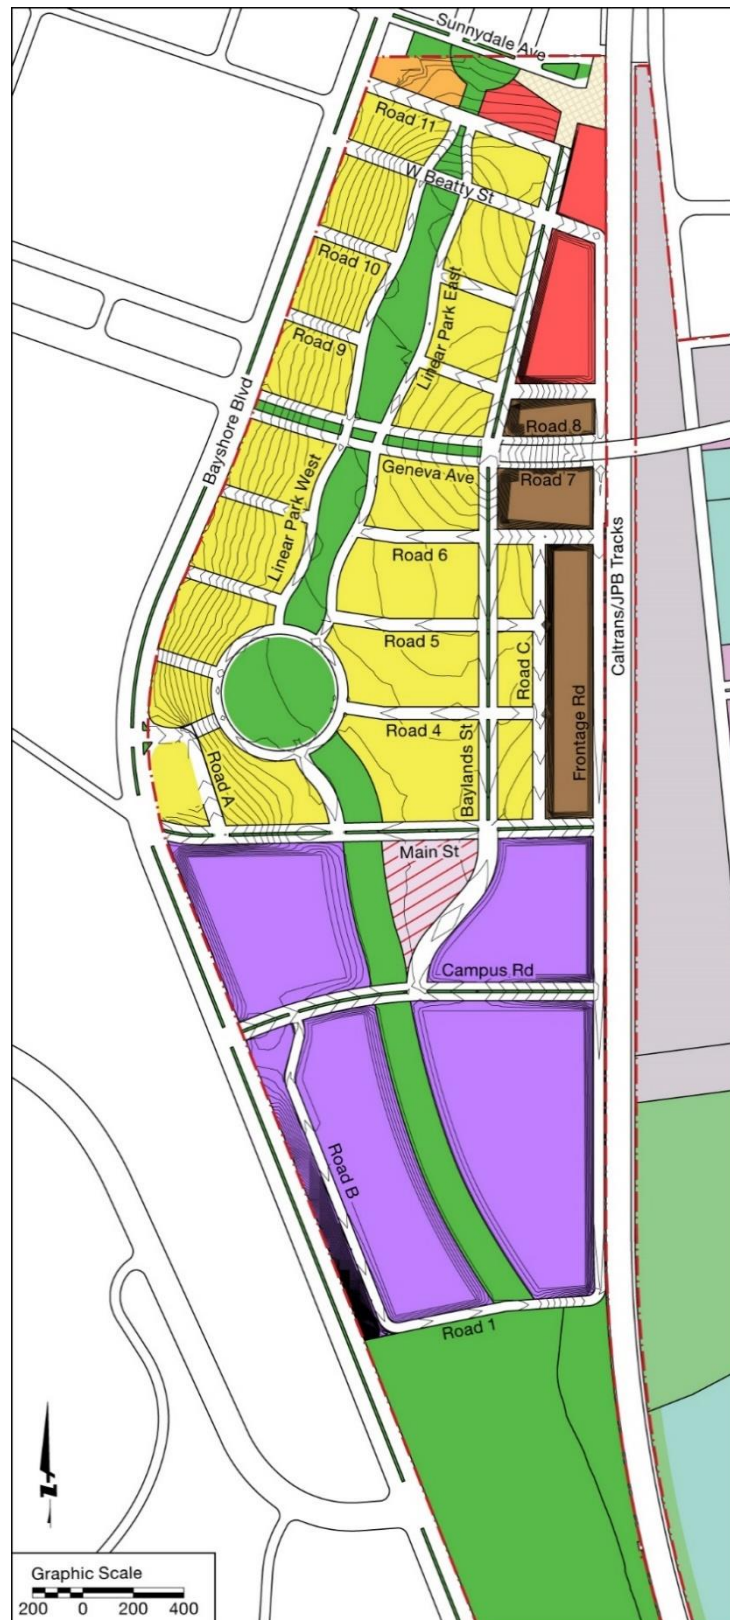 Sunnydale Ave
Road 11
W Beatty St
Road 10
Linear Park East
Road 9
Bayshore Blvd
Road 8
Geneva Ave
Road 7
Linear Park West
Caltrans/JPB Tracks
Road 6
Road 5
Road C
Road 4
Baylands St
Frontage Rd
Road A
Main St
Campus Rd
Road B
Road 1
Z
Graphic Scale
200 0 200 400